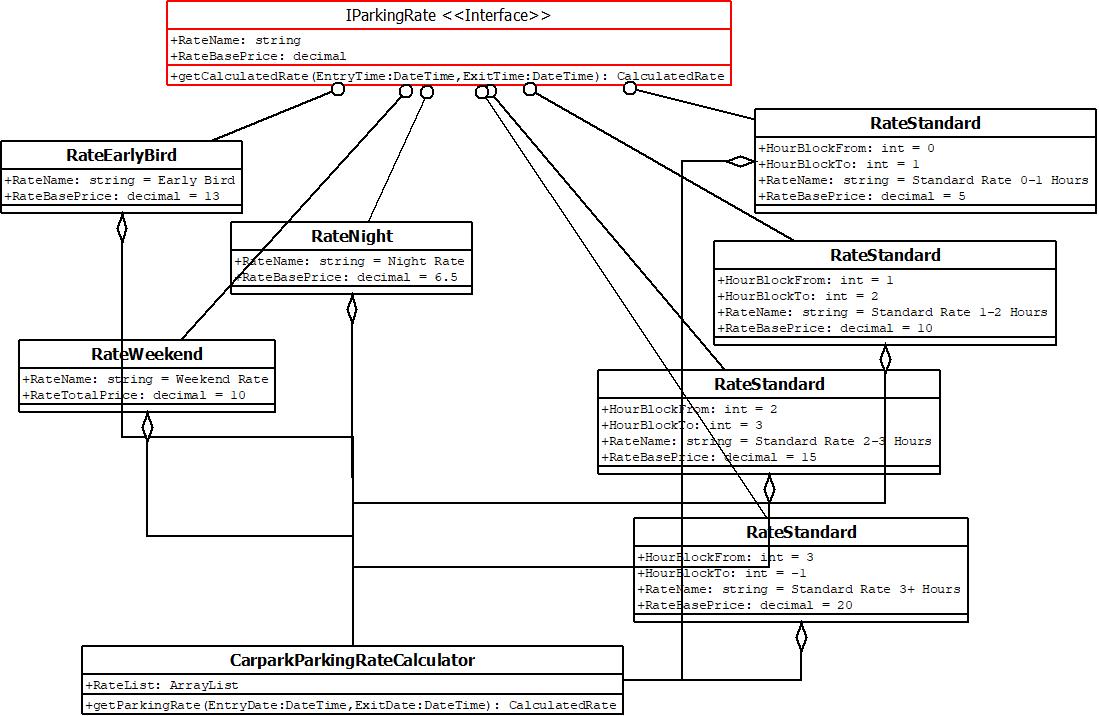 IParkingRate <<Interface>>
+RateName: string
+RateBasePrice: decimal
+getCalculatedRate(EntryTime:DateTime,ExitTime:DateTime): CalculatedRate
RateStandard
+HourBlockFrom: int = 0
+HourBlockTo: int = 1
+RateName: string = Standard Rate 0-1 Hours
+RateBasePrice: decimal = 5
RateEarlyBird
+RateName: string = Early Bird
+RateBasePrice: decimal = 13
RateNight
+RateName: string = Night Rate
+RateBasePrice: decimal = 6.5
RateStandard
+HourBlockFrom: int = 1
+HourBlockTo: int = 2
+RateName: string = Standard Rate 1-2 Hours
+RateBasePrice: decimal = 10
RateWeekend
+RateName: string = Weekend Rate
+RateTotalPrice: decimal = 10
RateStandard
+HourBlockFrom: int = 2
+HourBlockTo: int = 3
+RateName: string = Standard Rate 2-3 Hours
+RateBasePrice: decimal = 15
RateStandard
+HourBlockFrom: int = 3
+HourBlockTo: int = -1
+RateName: string = Standard Rate 3+ Hours
+RateBasePrice: decimal = 20
CarparkParkingRateCalculator
+RateList: ArrayList
+getParkingRate(EntryDate:DateTime,ExitDate:DateTime): CalculatedRate